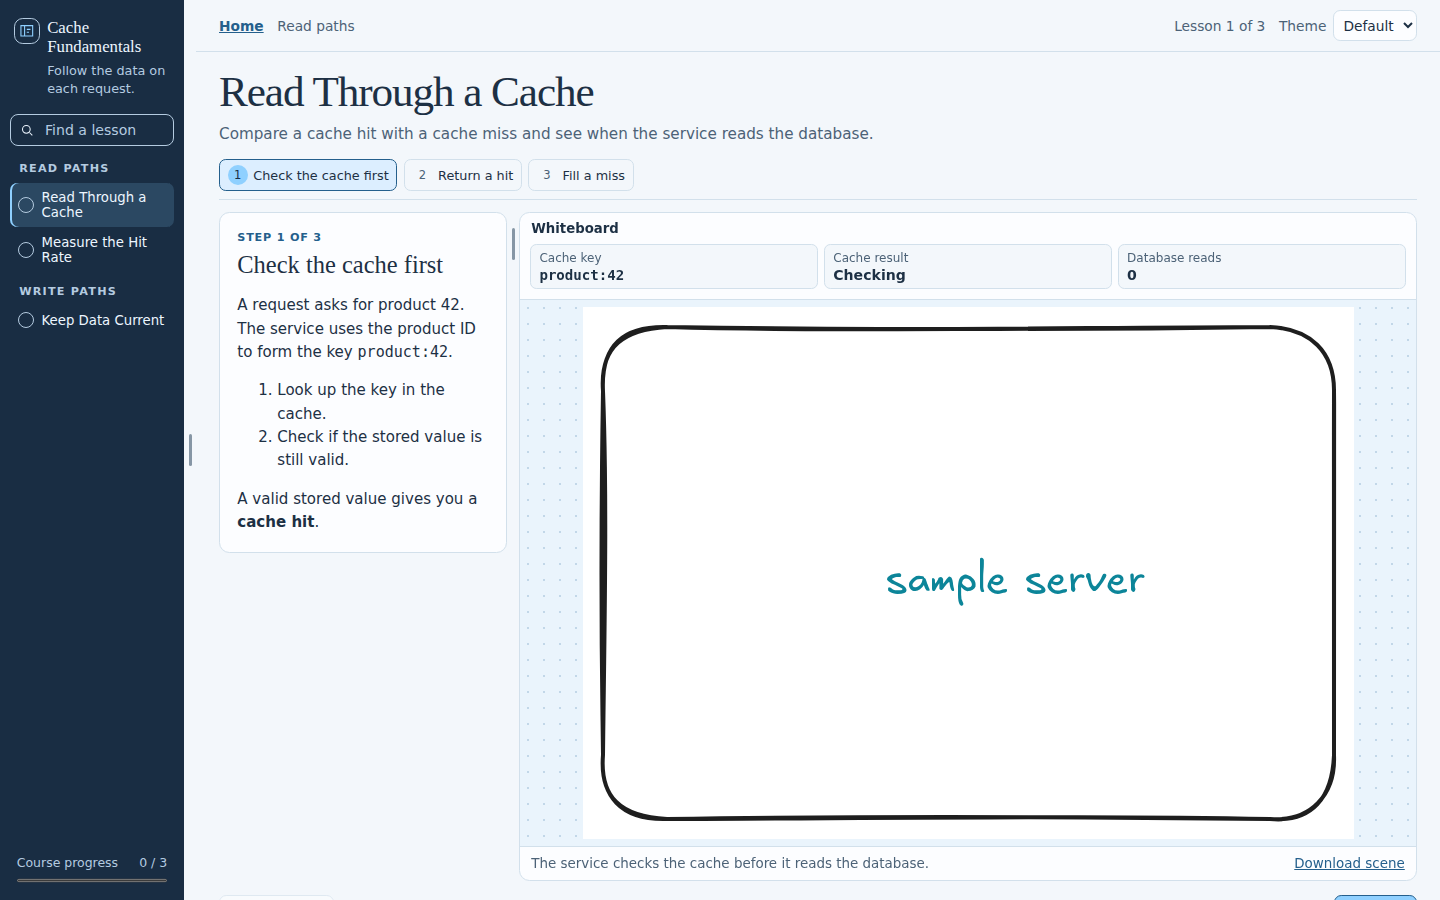 Cache
Fundamentals
Follow the data on
each request.
Find a lesson
READ PATHS
Read Through a
Cache
Measure the Hit
Rate
WRITE PATHS
Keep Data Current
Course progress 0 / 3
Home Read paths
Lesson 1 of 3 Theme Default
Read Through a Cache
Compare a cache hit with a cache miss and see when the service reads the database.
1 Check the cache first 2 Return a hit 3 Fill a miss
STEP 1 OF 3
Check the cache first
A request asks for product 42.
The service uses the product ID
to form the key product:42.
1. Look up the key in the
cache.
2. Check if the stored value is
still valid.
A valid stored value gives you a
cache hit.
Whiteboard
Cache key
product:42
Cache result
Checking
Database reads
0
sample server
The service checks the cache before it reads the database.
Download scene